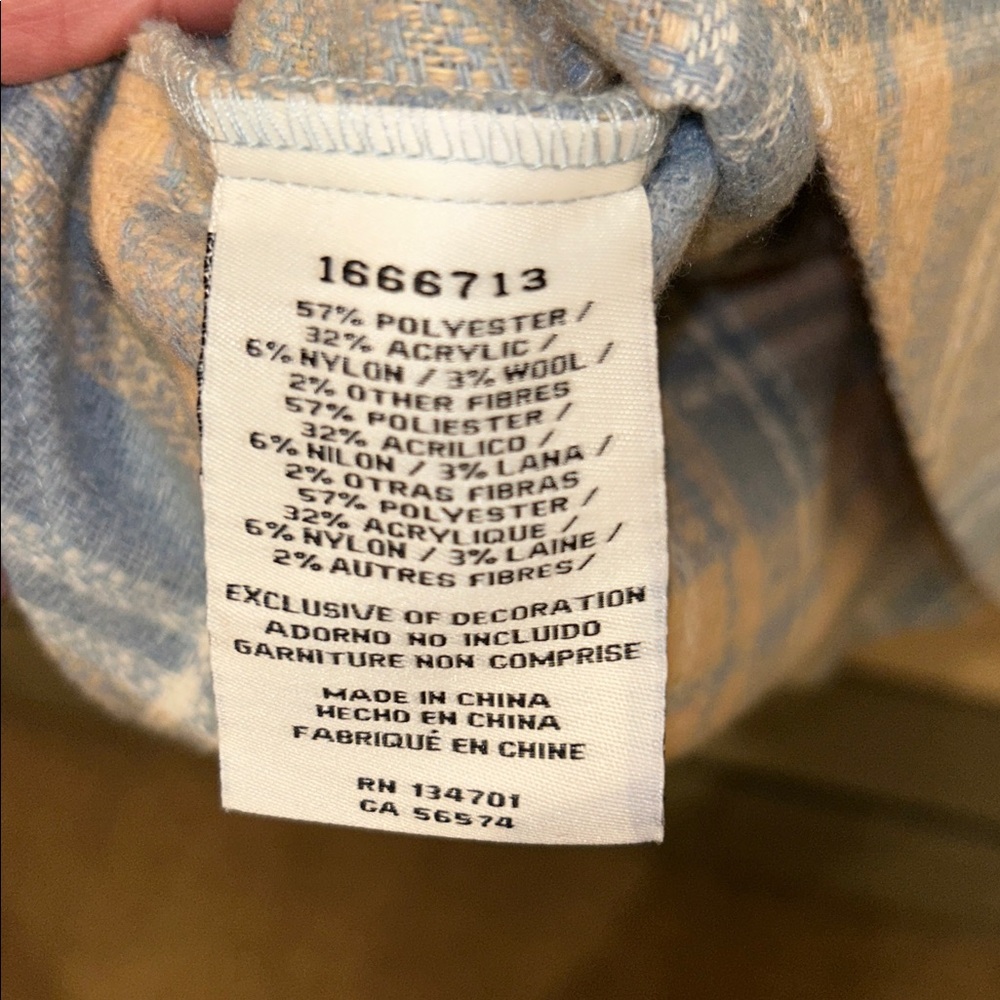 1666713
57% POLYESTER /
32% ACRYLIC /
6% NYLON / 3% WOOL /
2% OTHER FIBRES
57% POLIESTER /
32% ACRILICO /
6% NILON / 3% LANA /
2% OTRAS FIBRAS
57% POLYESTER /
32% ACRYLIQUE /
6% NYLON / 3% LAINE /
2% AUTRES FIBRES/
EXCLUSIVE OF DECORATION
ADORNO NO INCLUIDO
GARNITURE NON COMPRISE
MADE IN CHINA
HECHO EN CHINA
FABRIQUÉ EN CHINE
RN 134701
CA 56574